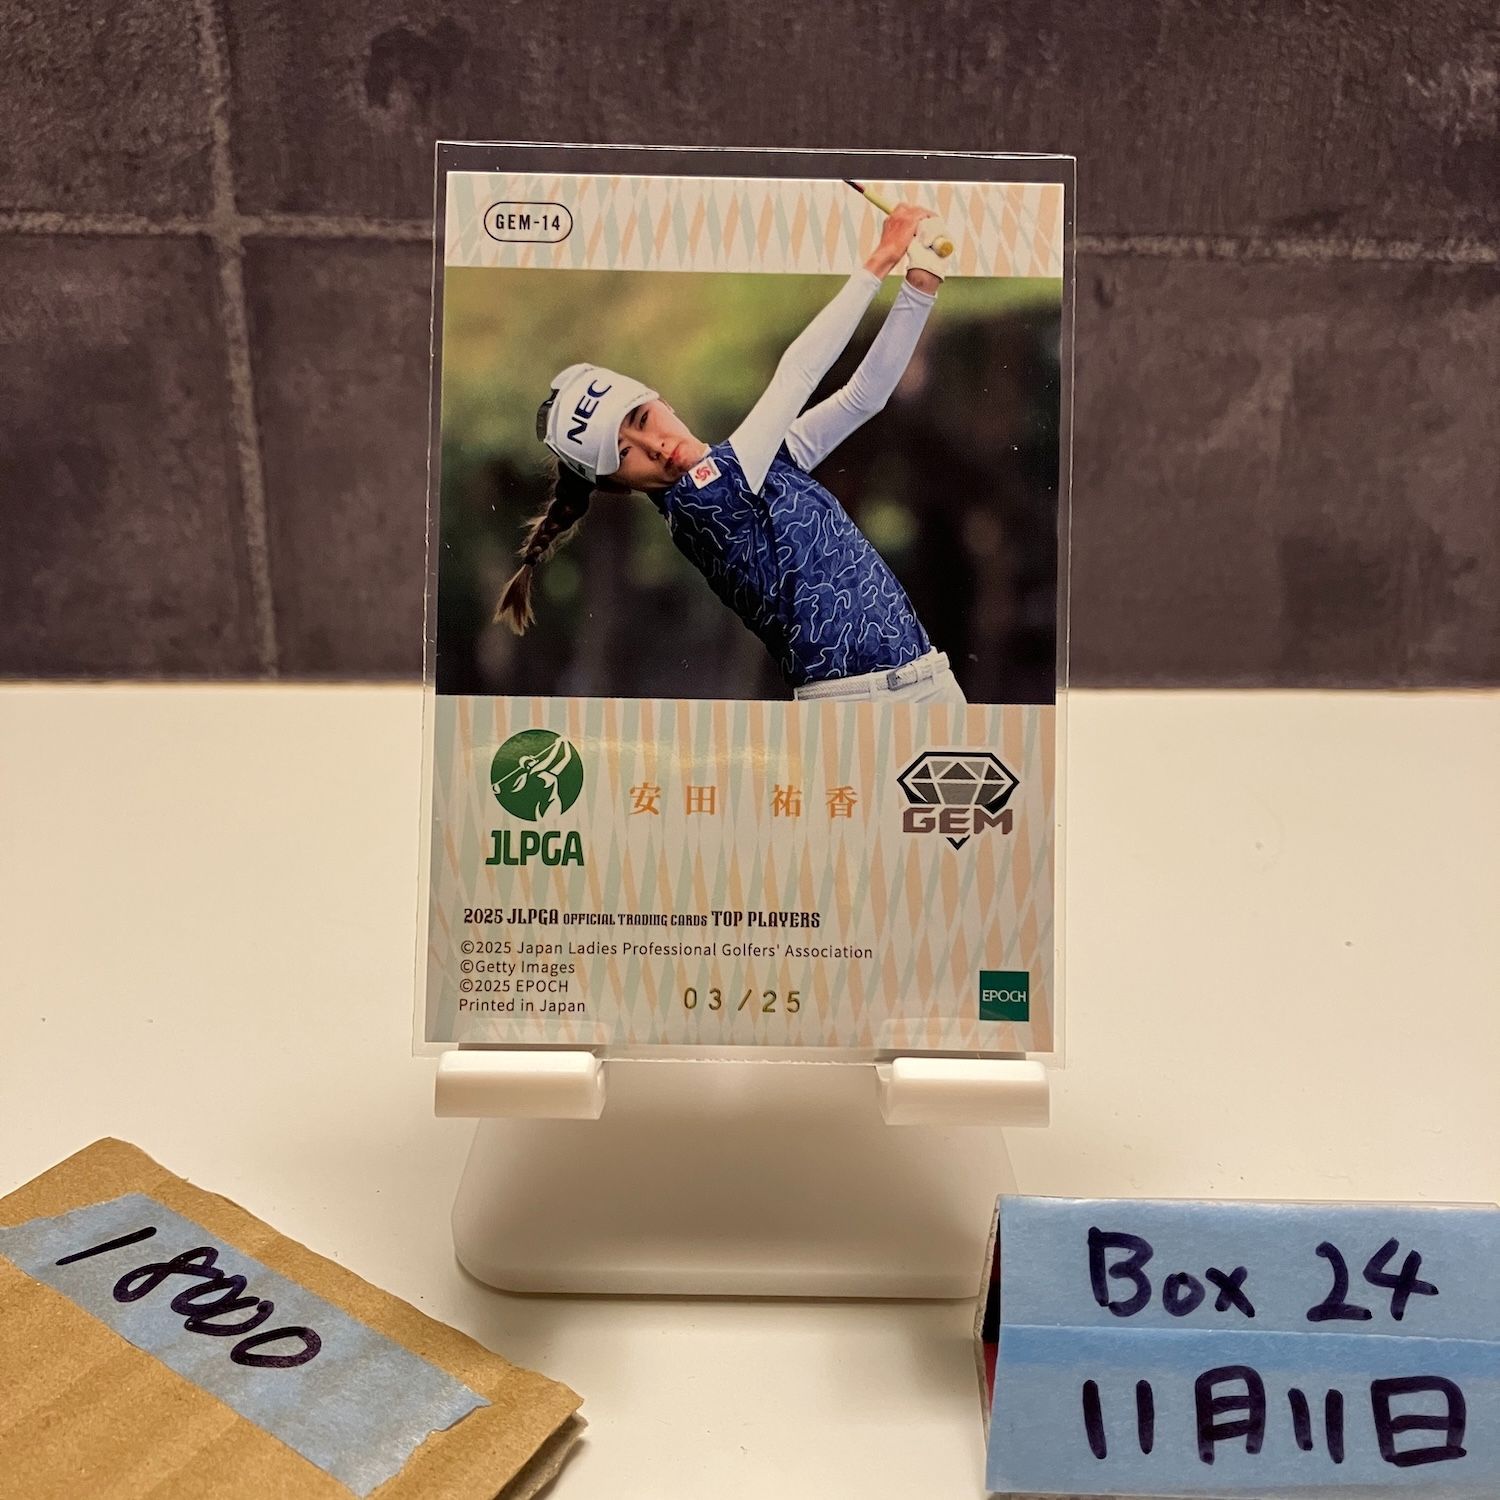 GEM-14
NEC
JLPGA
安田 祐香
GEM
2025 JLPGA OFFICIAL TRADING CARDS TOP PLAYERS
©2025 Japan Ladies Professional Golfers' Association
©Getty Images
©2025 EPOCH
Printed in Japan
03/25
EPOCH
18000
Box 24
11月11日